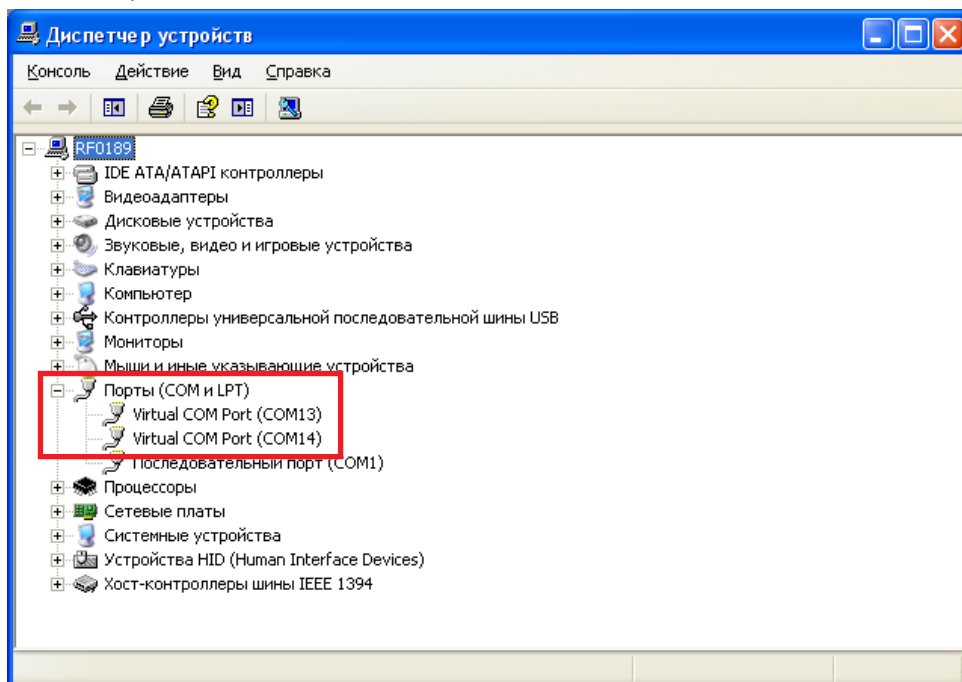 Диспетчер устройств
Консоль Действие Вид Справка
RF0189
IDE ATA/ATAPI контроллеры
Видеоадаптеры
Дисковые устройства
Звуковые, видео и игровые устройства
Клавиатуры
Компьютер
Контроллеры универсальной последовательной шины USB
Мониторы
Мыши и иные указывающие устройства
Порты (COM и LPT)
Virtual COM Port (COM13)
Virtual COM Port (COM14)
Последовательный порт (COM1)
Процессоры
Сетевые платы
Системные устройства
Устройства HID (Human Interface Devices)
Хост-контроллеры шины IEEE 1394